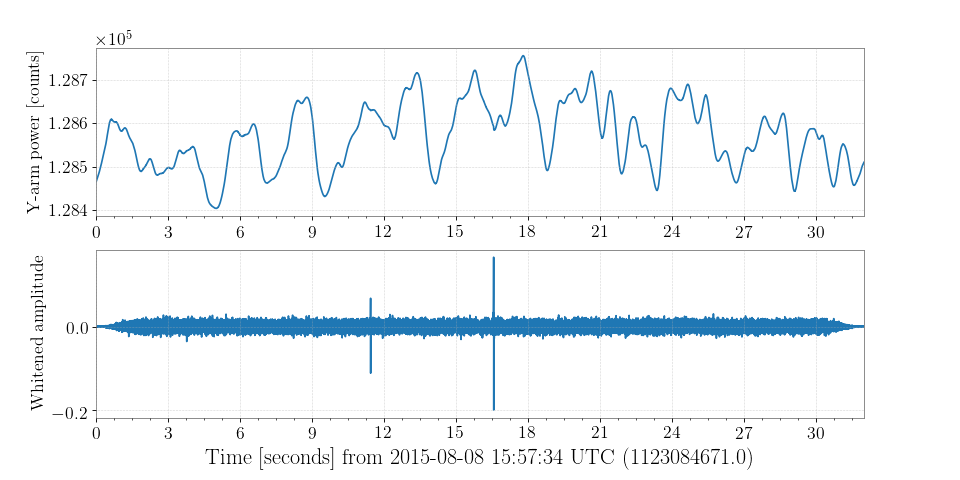 ×10⁵
Y-arm power [counts]
1.287
1.286
1.285
1.284
0 3 6 9 12 15 18 21 24 27 30
Whitened amplitude
0.0
−0.2
0 3 6 9 12 15 18 21 24 27 30
Time [seconds] from 2015-08-08 15:57:34 UTC (1123084671.0)